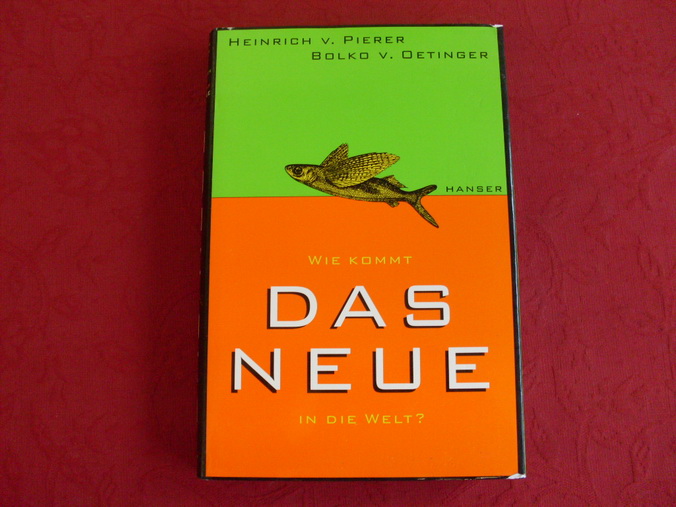 Heinrich v. Pierer
Bolko v. Oetinger
HANSER
Wie kommt
DAS
NEUE
in die Welt?